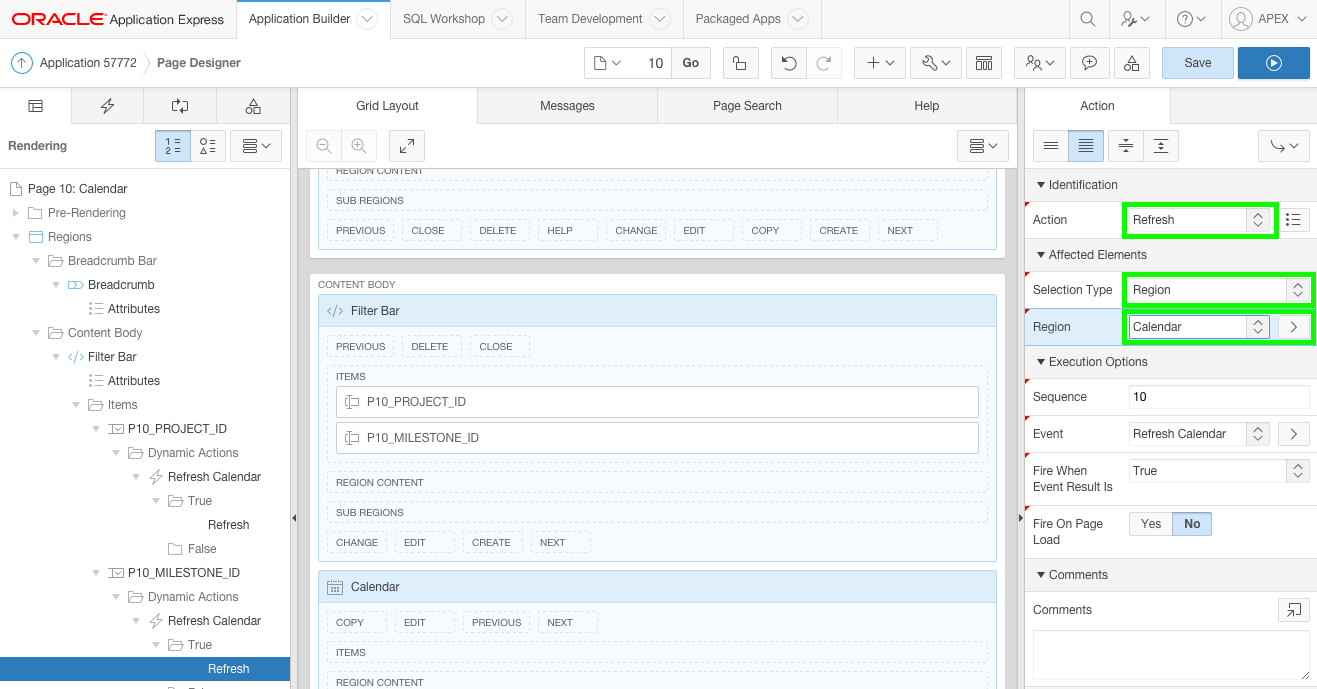 ORACLE Application Express
Application Builder
SQL Workshop
Team Development
Packaged Apps
APEX
Application 57772
Page Designer
10
Go
Save
Rendering
1 =
2 =
Page 10: Calendar
Pre-Rendering
Regions
Breadcrumb Bar
Breadcrumb
Attributes
Content Body
Filter Bar
Attributes
Items
P10_PROJECT_ID
Dynamic Actions
Refresh Calendar
True
Refresh
False
P10_MILESTONE_ID
Dynamic Actions
Refresh Calendar
True
Refresh
Grid Layout
Messages
Page Search
Help
REGION CONTENT
SUB REGIONS
PREVIOUS
CLOSE
DELETE
HELP
CHANGE
EDIT
COPY
CREATE
NEXT
CONTENT BODY
Filter Bar
PREVIOUS
DELETE
CLOSE
ITEMS
P10_PROJECT_ID
P10_MILESTONE_ID
REGION CONTENT
SUB REGIONS
CHANGE
EDIT
CREATE
NEXT
Calendar
COPY
EDIT
PREVIOUS
NEXT
ITEMS
REGION CONTENT
Action
Identification
Action
Refresh
Affected Elements
Selection Type
Region
Region
Calendar
Execution Options
Sequence
10
Event
Refresh Calendar
Fire When
Event Result Is
True
Fire On Page
Load
Yes
No
Comments
Comments